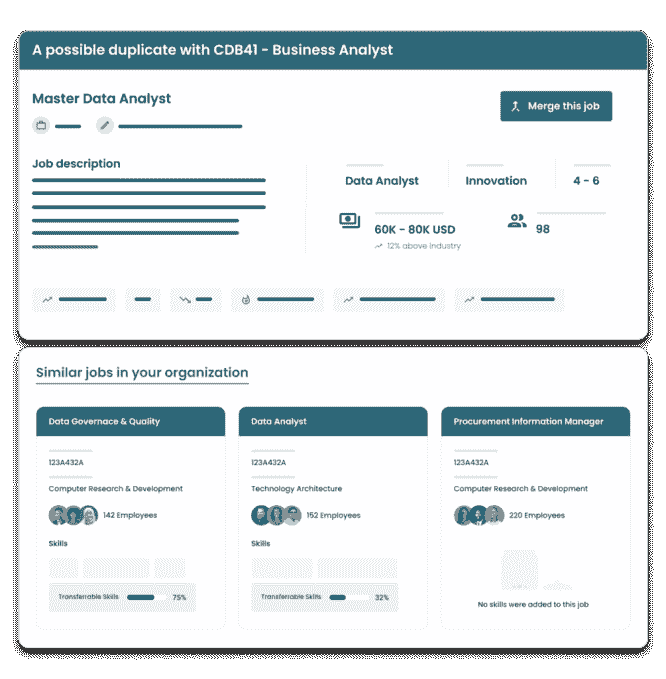 A possible duplicate with CDB41 - Business Analyst
Master Data Analyst
Merge this job
Job description
Data Analyst
Innovation
4 - 6
60K - 80K USD
12% above industry
98
Similar jobs in your organization
Data Governace & Quality
123A432A
Computer Research & Development
142 Employees
Skills
Transferrable Skills
75%
Data Analyst
123A432A
Technology Architecture
152 Employees
Skills
Transferrable Skills
32%
Procurement Information Manager
123A432A
Computer Research & Development
220 Employees
No skills were added to this job